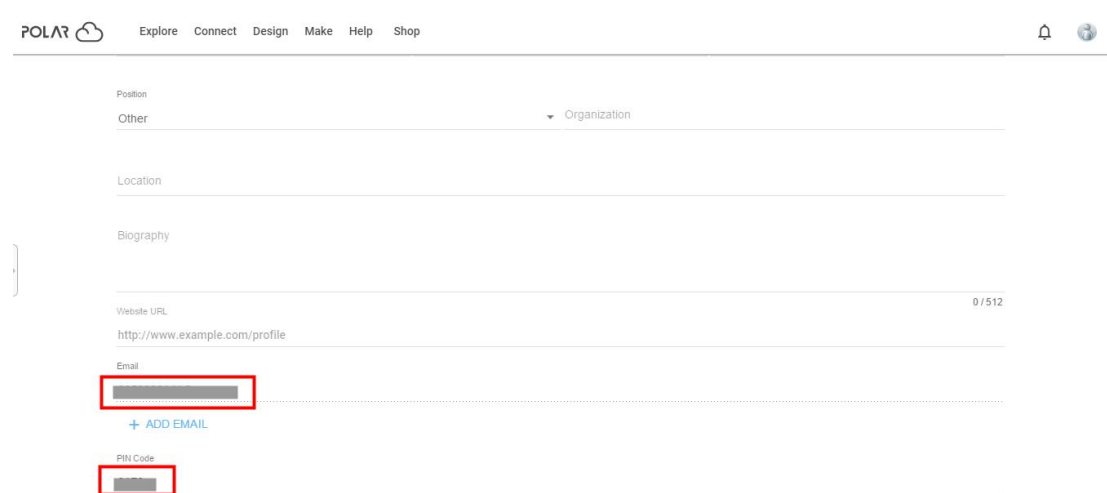 POLAR
Explore Connect Design Make Help Shop
Position
Other
Organization
Location
Biography
0 / 512
Website URL
http://www.example.com/profile
Email
+ ADD EMAIL
PIN Code